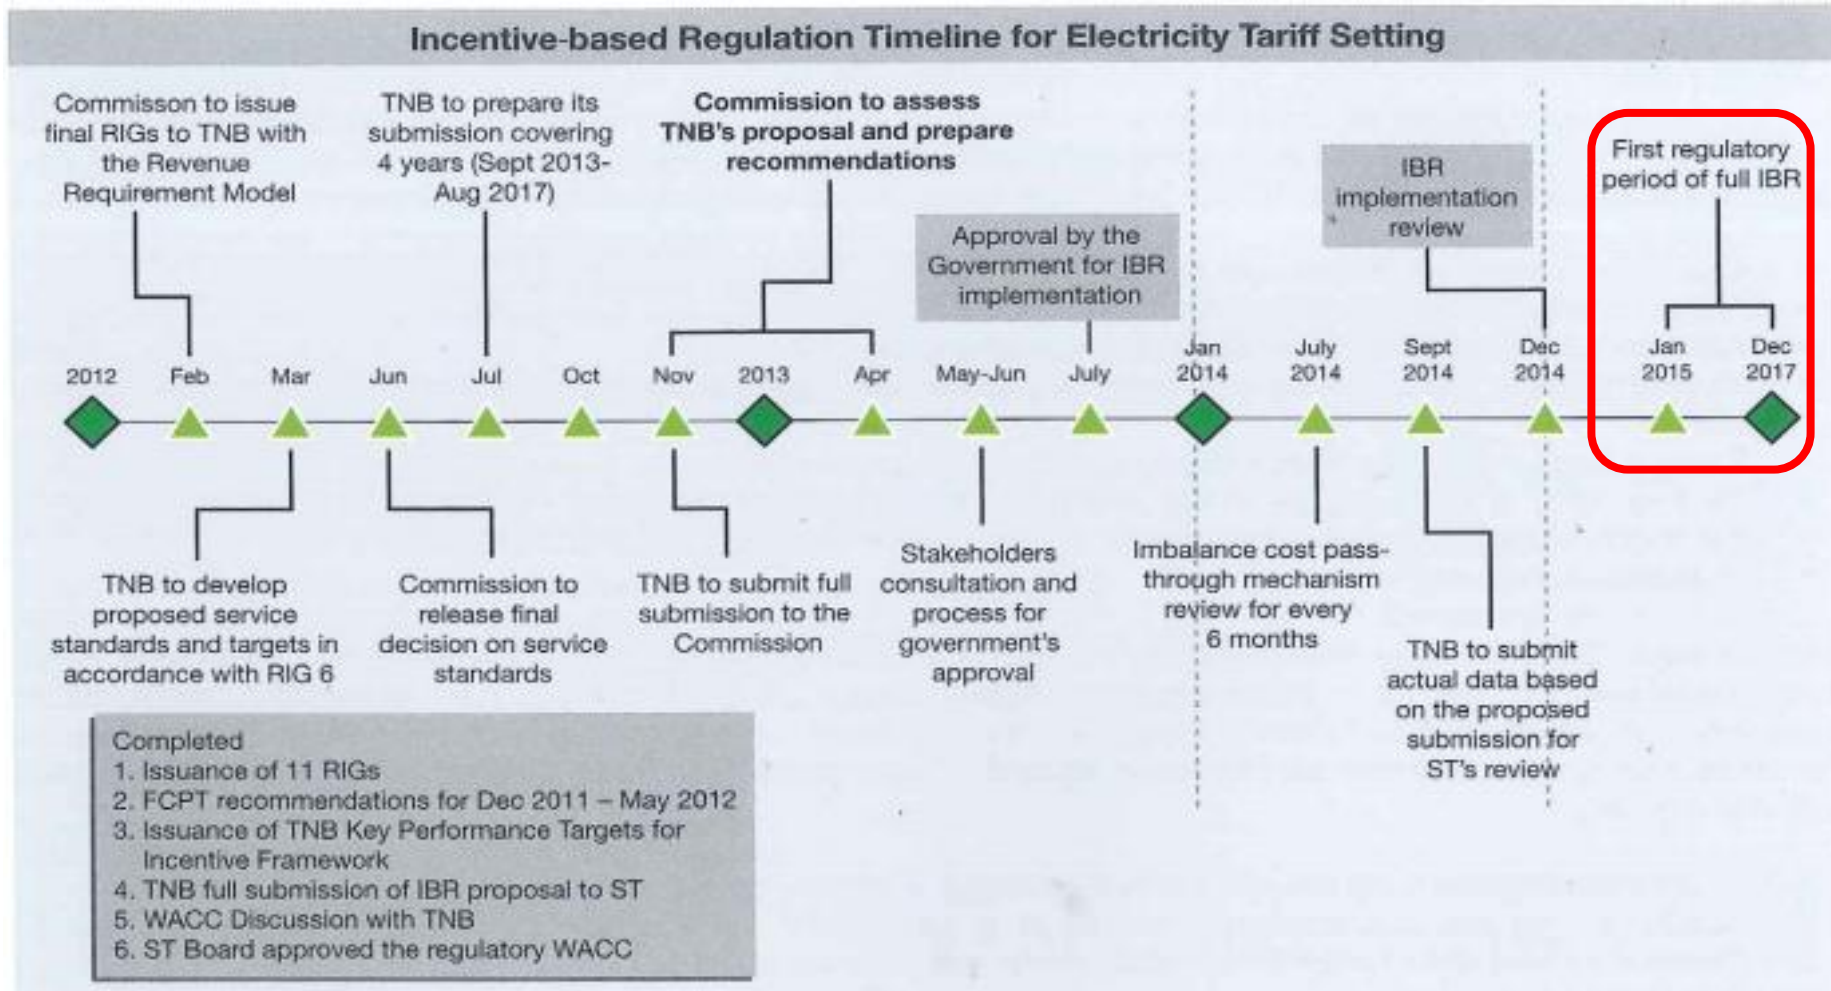 Incentive-based Regulation Timeline for Electricity Tariff Setting
Commisson to issue
final RIGs to TNB with
the Revenue
Requirement Model
TNB to prepare its
submission covering
4 years (Sept 2013-
Aug 2017)
Commission to assess
TNB's proposal and prepare
recommendations
Approval by the
Government for IBR
implementation
IBR
implementation
review
First regulatory
period of full IBR
2012
Feb
Mar
Jun
Jul
Oct
Nov
2013
Apr
May-Jun
July
Jan
2014
July
2014
Sept
2014
Dec
2014
Jan
2015
Dec
2017
TNB to develop
proposed service
standards and targets in
accordance with RIG 6
Commission to
release final
decision on service
standards
TNB to submit full
submission to the
Commission
Stakeholders
consultation and
process for
government's
approval
Imbalance cost pass-
through mechanism
review for every
6 months
TNB to submit
actual data based
on the proposed
submission for
ST's review
Completed
1. Issuance of 11 RIGs
2. FCPT recommendations for Dec 2011 – May 2012
3. Issuance of TNB Key Performance Targets for
Incentive Framework
4. TNB full submission of IBR proposal to ST
5. WACC Discussion with TNB
6. ST Board approved the regulatory WACC